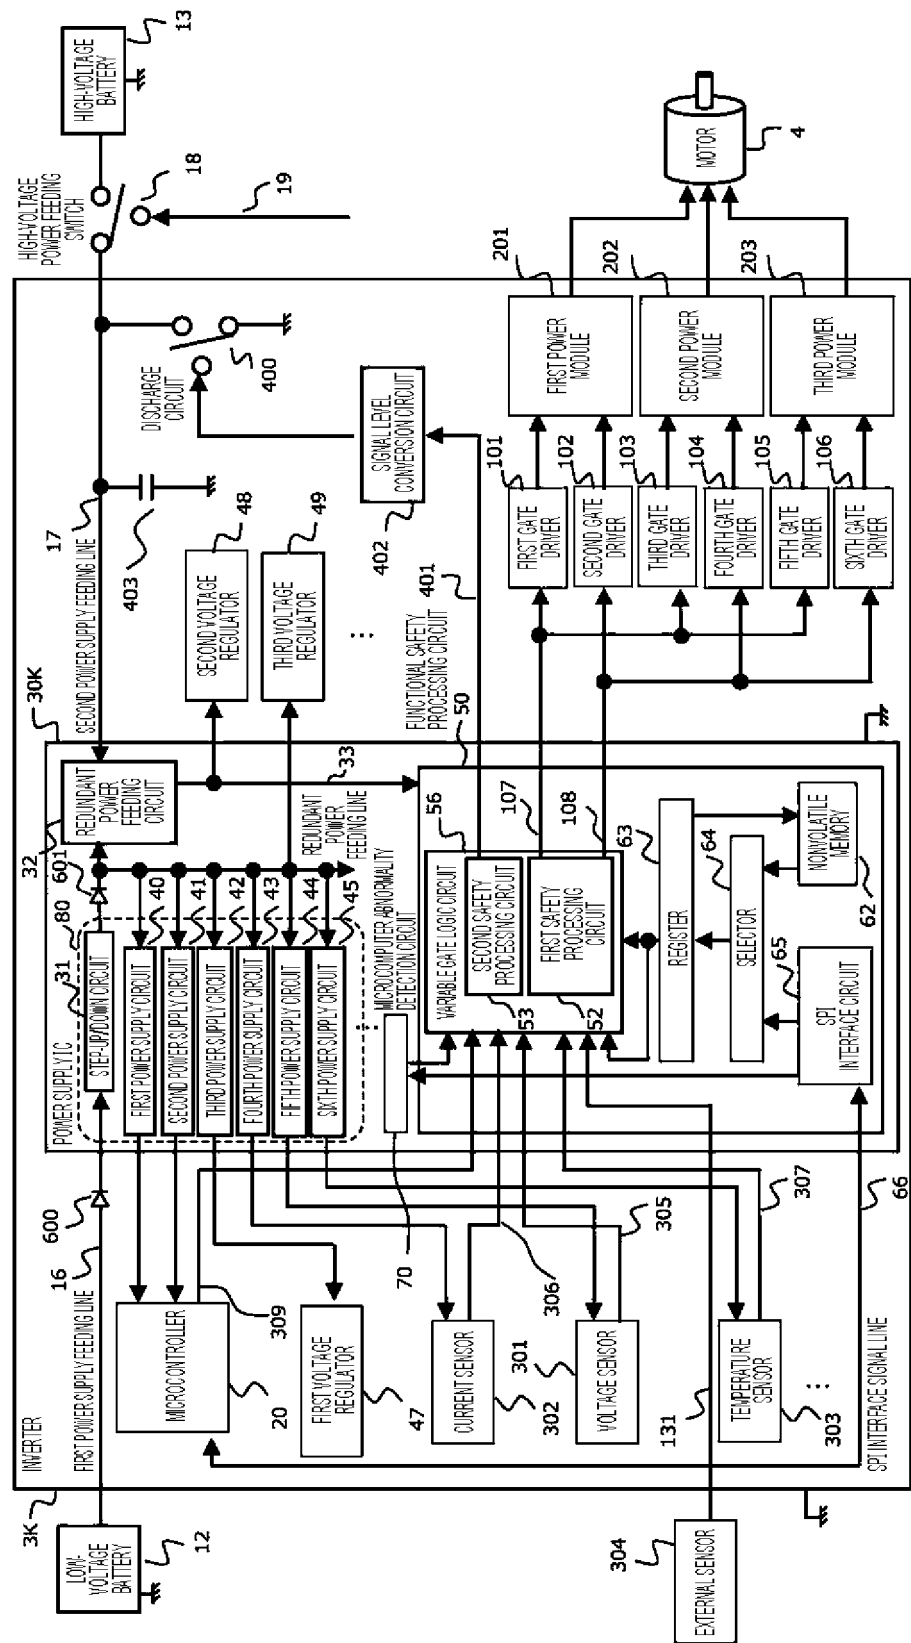 3K
INVERTER
FIRST POWER SUPPLY FEEDING LINE
LOW-
VOLTAGE
BATTERY
12
16
600
MICROCONTROLLER
20
309
FIRST VOLTAGE
REGULATOR
47
CURRENT SENSOR
302
306
VOLTAGE SENSOR
301
305
TEMPERATURE
SENSOR
303
307
131
EXTERNAL SENSOR
304
SPI INTERFACE SIGNAL LINE
66
70
POWER SUPPLY IC
31
80
601
STEP-UP/DOWN CIRCUIT
FIRST POWER SUPPLY CIRCUIT
40
SECOND POWER SUPPLY CIRCUIT
41
THIRD POWER SUPPLY CIRCUIT
42
FOURTH POWER SUPPLY CIRCUIT
43
FIFTH POWER SUPPLY CIRCUIT
44
SIXTH POWER SUPPLY CIRCUIT
45
MICROCOMPUTER ABNORMALITY
DETECTION CIRCUIT
32
REDUNDANT
POWER
FEEDING
CIRCUIT
30K
33
REDUNDANT
POWER
FEEDING LINE
VARIABLE GATE LOGIC CIRCUIT
56
SECOND SAFETY
PROCESSING CIRCUIT
53
FIRST SAFETY
PROCESSING
CIRCUIT
52
REGISTER
63
SELECTOR
64
SPI
INTERFACE CIRCUIT
65
NONVOLATILE
MEMORY
62
FUNCTIONAL SAFETY
PROCESSING CIRCUIT
50
107
108
401
SECOND POWER SUPPLY FEEDING LINE
17
403
SECOND VOLTAGE
REGULATOR
48
THIRD VOLTAGE
REGULATOR
49
DISCHARGE
CIRCUIT
400
SIGNAL LEVEL
CONVERSION CIRCUIT
402
FIRST GATE
DRIVER
101
SECOND GATE
DRIVER
102
THIRD GATE
DRIVER
103
FOURTH GATE
DRIVER
104
FIFTH GATE
DRIVER
105
SIXTH GATE
DRIVER
106
FIRST POWER
MODULE
201
SECOND POWER
MODULE
202
THIRD POWER
MODULE
203
HIGH-VOLTAGE
POWER FEEDING
SWITCH
18
19
HIGH-VOLTAGE
BATTERY
13
MOTOR
4